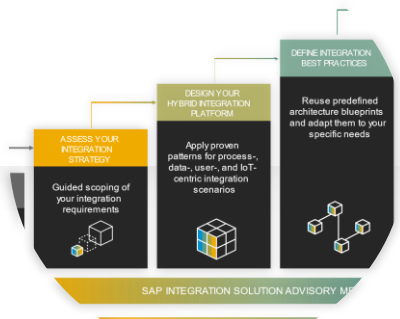 ASSESS YOUR
INTEGRATION
STRATEGY
Guided scoping of
your integration
requirements
DESIGN YOUR
HYBRID INTEGRATION
PLATFORM
Apply proven
patterns for process-,
data-, user-, and IoT-
centric integration
scenarios
DEFINE INTEGRATION
BEST PRACTICES
Reuse predefined
architecture blueprints
and adapt them to your
specific needs
SAP INTEGRATION SOLUTION ADVISORY